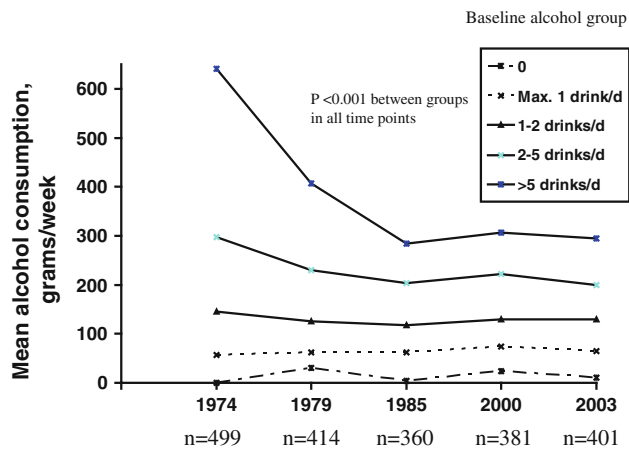 Baseline alcohol group
0
Max. 1 drink/d
1-2 drinks/d
2-5 drinks/d
>5 drinks/d
P <0.001 between groups
in all time points
Mean alcohol consumption,
grams/week
600
500
400
300
200
100
0
1974 1979 1985 2000 2003
n=499 n=414 n=360 n=381 n=401